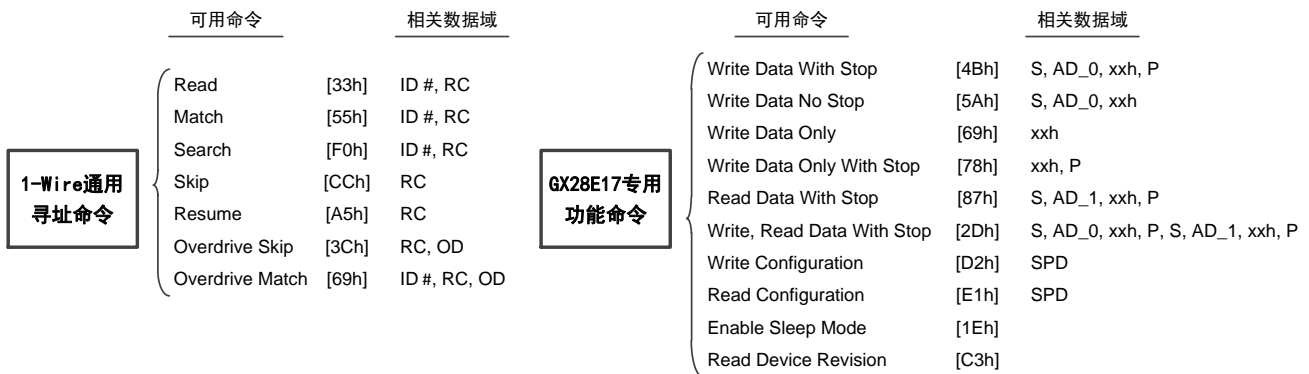 可用命令 相关数据域
Read [33h] ID #, RC
Match [55h] ID #, RC
Search [F0h] ID #, RC
1-Wire通用
寻址命令
Skip [CCh] RC
Resume [A5h] RC
Overdrive Skip [3Ch] RC, OD
Overdrive Match [69h] ID #, RC, OD
可用命令 相关数据域
Write Data With Stop [4Bh] S, AD_0, xxh, P
Write Data No Stop [5Ah] S, AD_0, xxh
Write Data Only [69h] xxh
Write Data Only With Stop [78h] xxh, P
GX28E17专用
功能命令
Read Data With Stop [87h] S, AD_1, xxh, P
Write, Read Data With Stop [2Dh] S, AD_0, xxh, P, S, AD_1, xxh, P
Write Configuration [D2h] SPD
Read Configuration [E1h] SPD
Enable Sleep Mode [1Eh]
Read Device Revision [C3h]